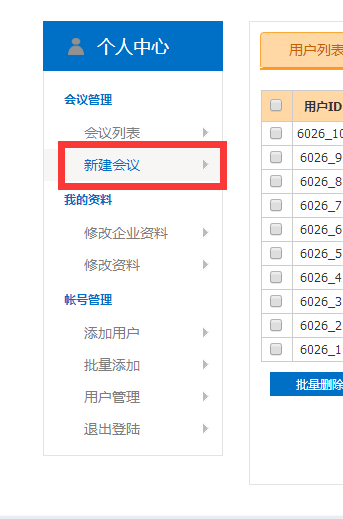 个人中心
会议管理
会议列表
新建会议
我的资料
修改企业资料
修改资料
帐号管理
添加用户
批量添加
用户管理
退出登陆
用户列表
用户ID
6026_10
6026_9
6026_8
6026_7
6026_6
6026_5
6026_4
6026_3
6026_2
6026_1
批量删除